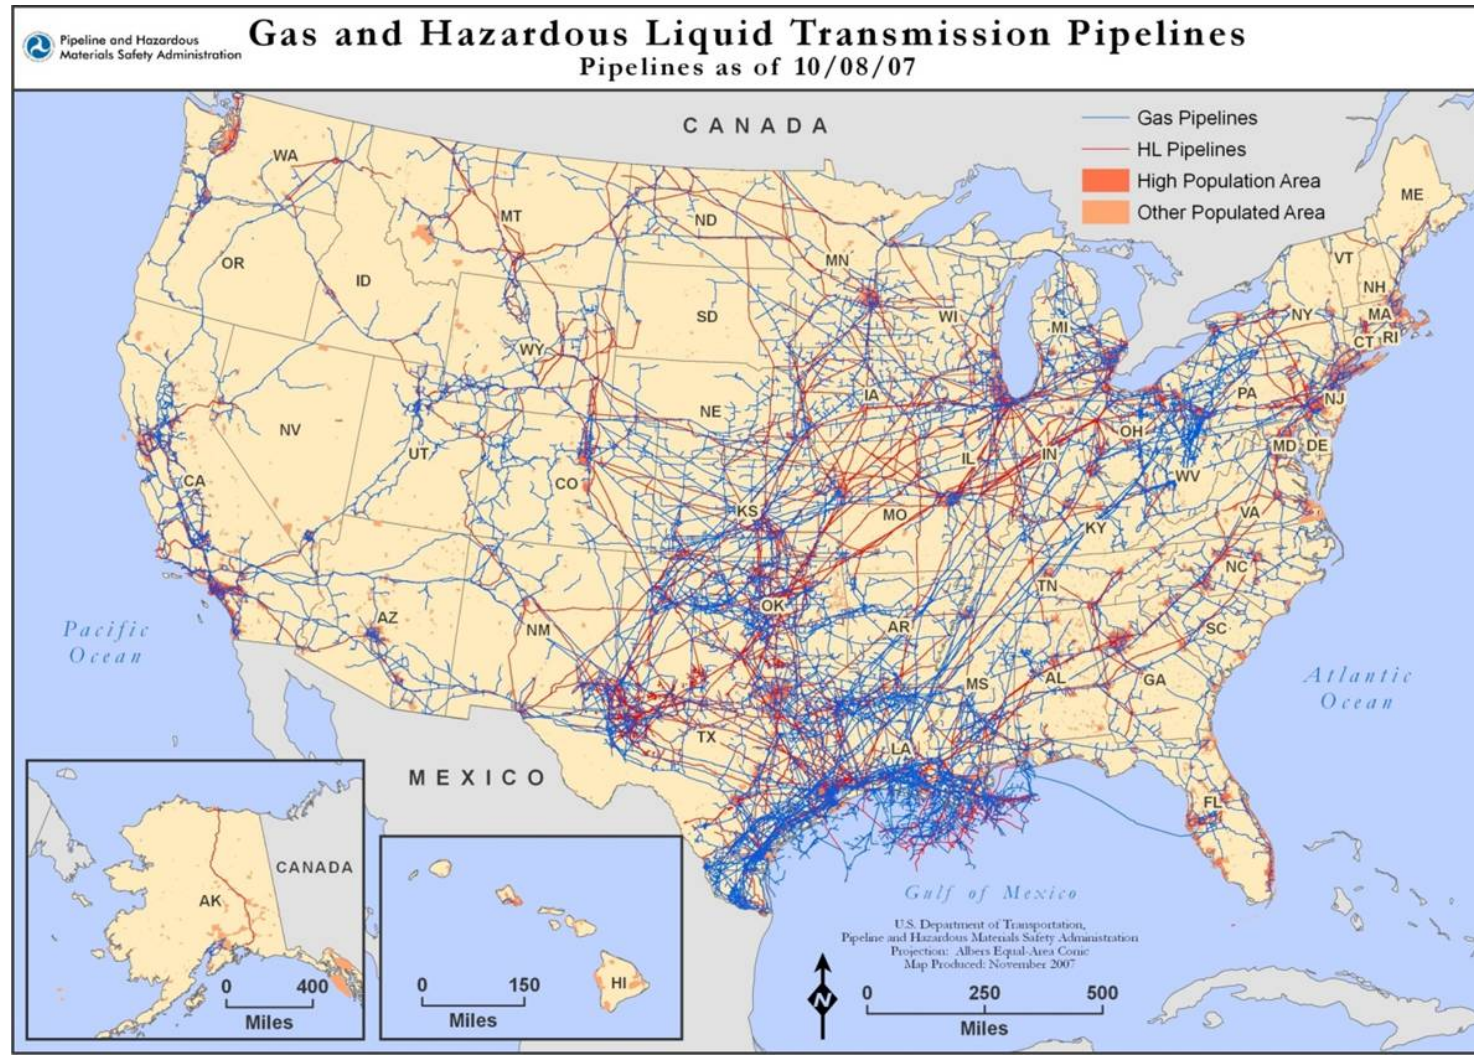 Pipeline and Hazardous
Materials Safety Administration
Gas and Hazardous Liquid Transmission Pipelines
Pipelines as of 10/08/07
CANADA
Gas Pipelines
HL Pipelines
High Population Area
Other Populated Area
WA
MT
ND
MN
ME
VT
NH
OR
ID
SD
WI
MI
NY
MA
CT
RI
WY
IA
NE
PA
NJ
NV
UT
CO
IL
IN
OH
MD
DE
CA
KS
MO
WV
KY
VA
OK
TN
NC
AZ
NM
AR
SC
MS
AL
GA
TX
LA
FL
Pacific
Ocean
Atlantic
Ocean
MEXICO
Gulf of Mexico
CANADA
AK
0 400
Miles
HI
0 150
Miles
U.S. Department of Transportation,
Pipeline and Hazardous Materials Safety Administration
Projection: Albers Equal-Area Conic
Map Produced: November 2007
N
0 250 500
Miles